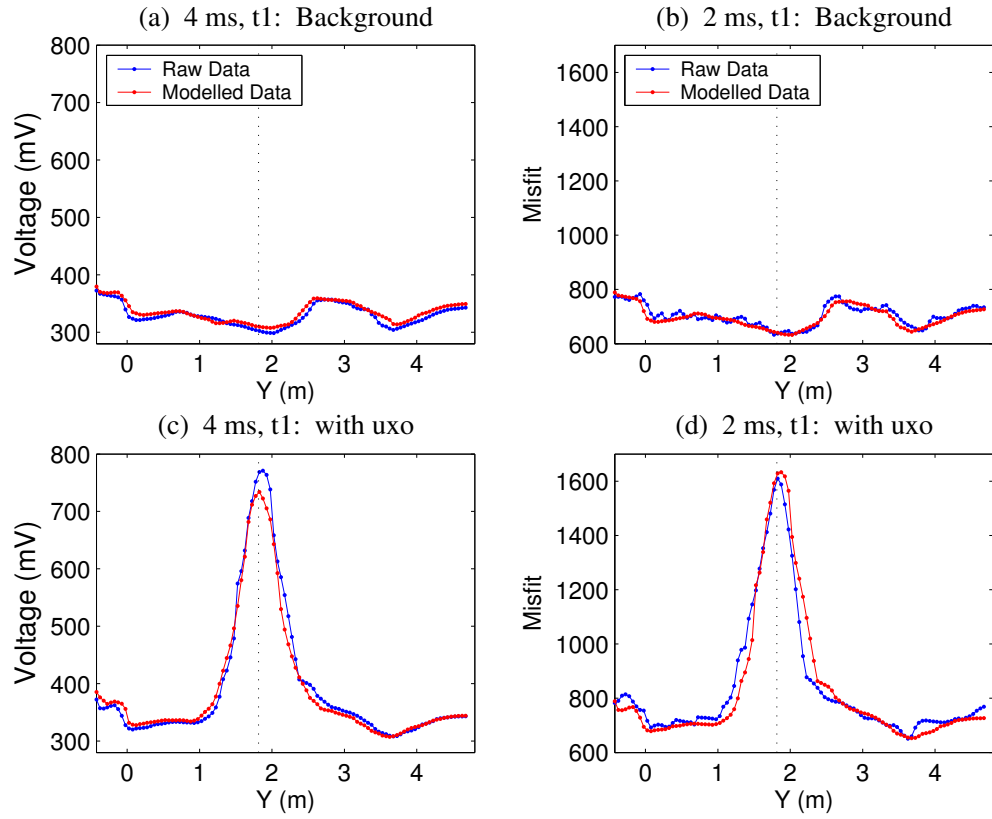 (a) 4 ms, t1: Background
800
700
600
500
400
300
Voltage (mV)
Raw Data
Modelled Data
0 1 2 3 4
Y (m)
(b) 2 ms, t1: Background
1600
1400
1200
1000
800
600
Misfit
Raw Data
Modelled Data
0 1 2 3 4
Y (m)
(c) 4 ms, t1: with uxo
800
700
600
500
400
300
Voltage (mV)
0 1 2 3 4
Y (m)
(d) 2 ms, t1: with uxo
1600
1400
1200
1000
800
600
Misfit
0 1 2 3 4
Y (m)